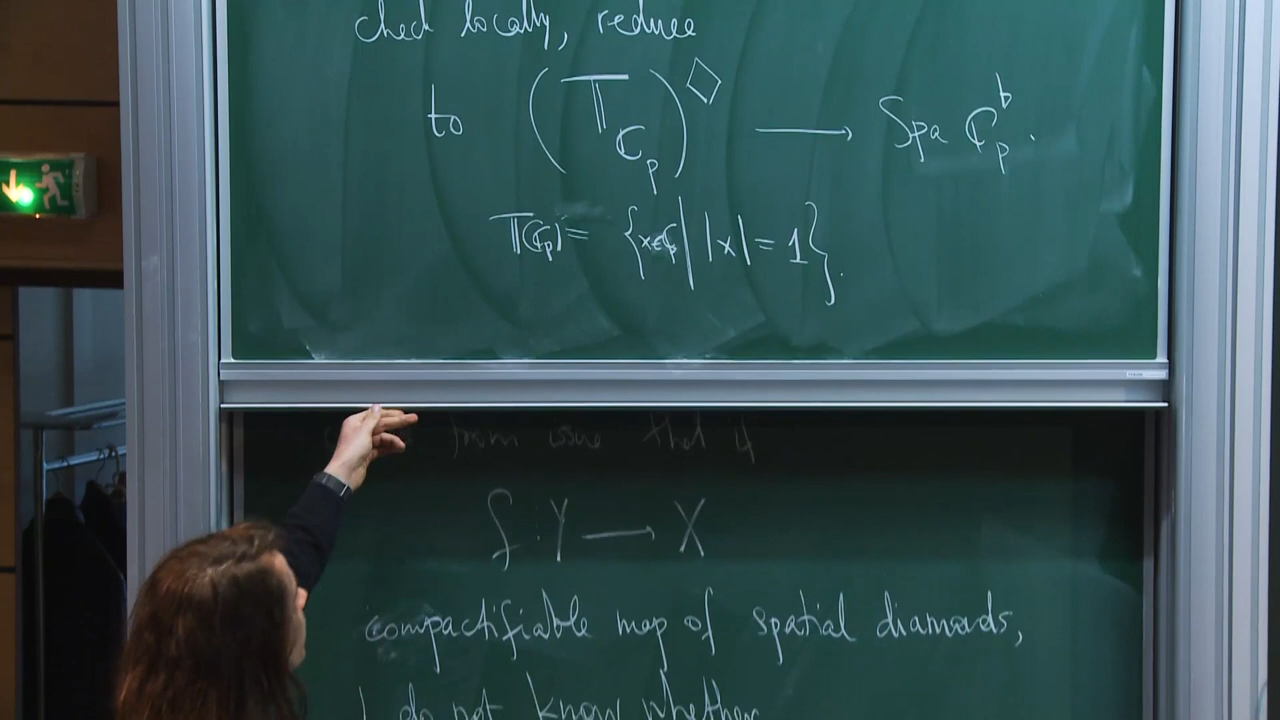 check locally, reduce
to (𝕋_{ℂ_p})^◇ ⟶ Spa ℂ_p^♭.
𝕋(ℂ_p) = {x∈ℂ_p | |x| = 1}.
from     that if
f : Y ⟶ X
compactifiable map of spatial diamonds,
I do not know whether